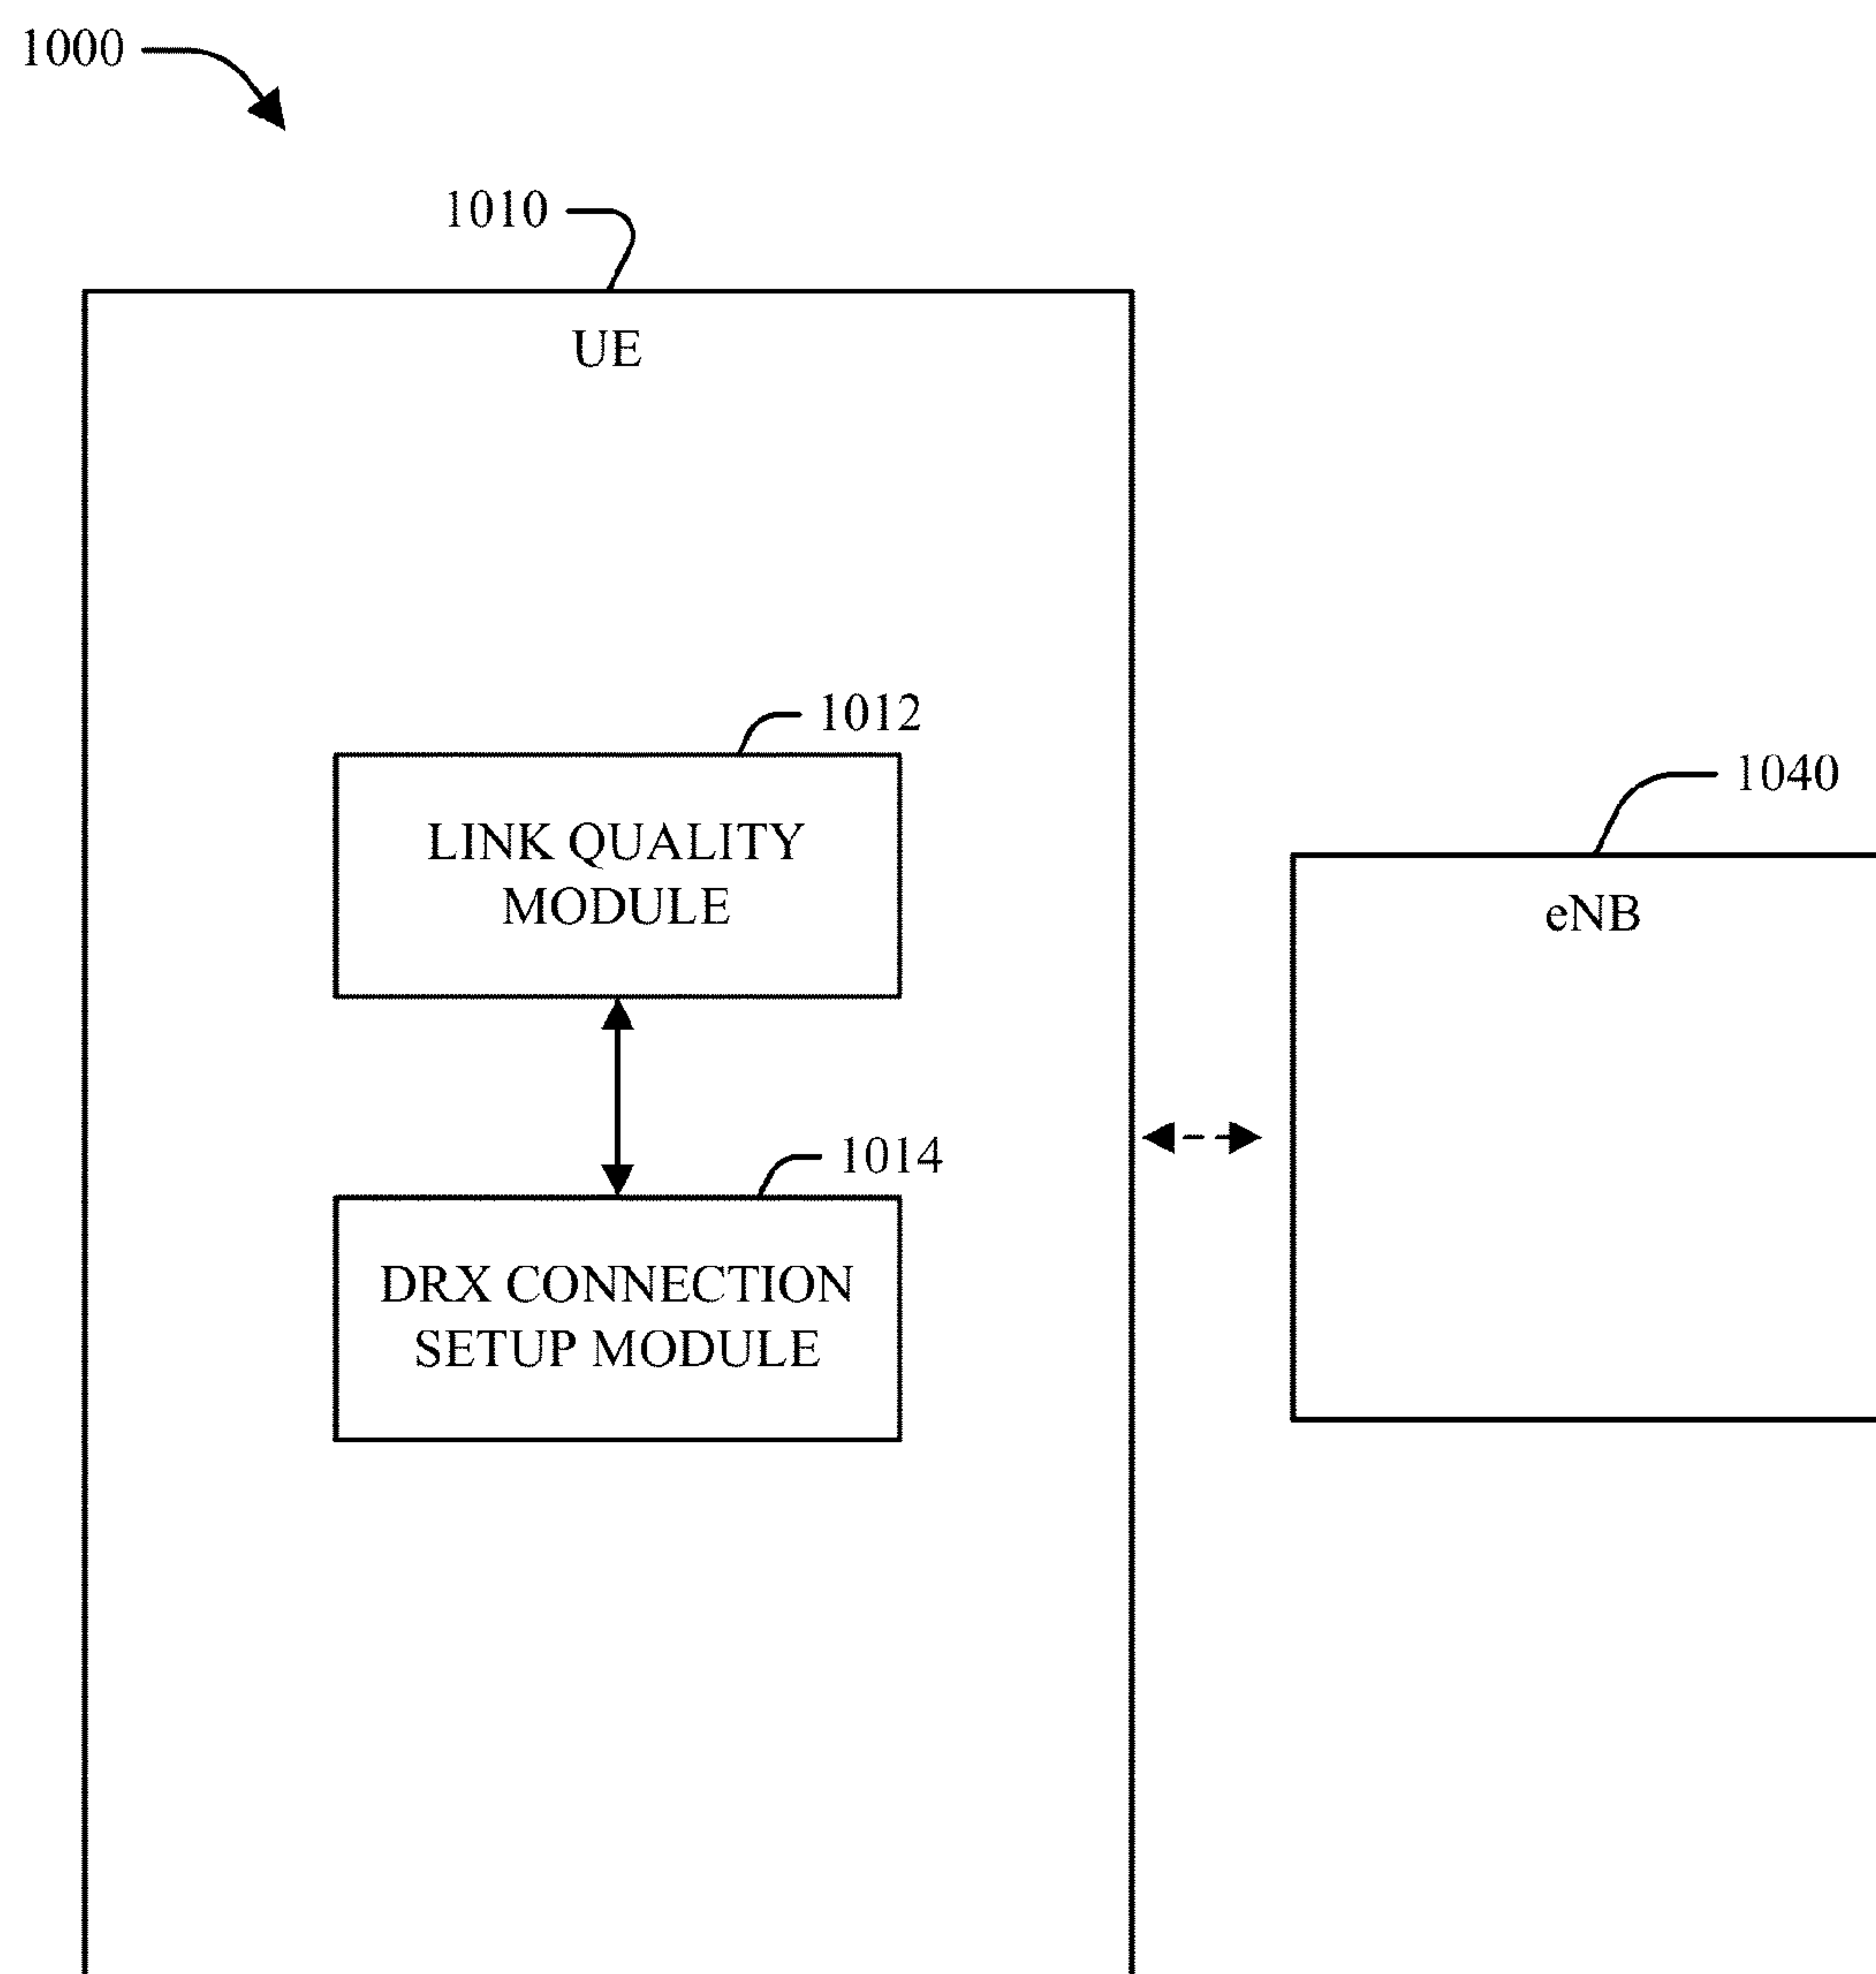 1000
1010
UE
1012
LINK QUALITY
MODULE
1040
eNB
1014
DRX CONNECTION
SETUP MODULE